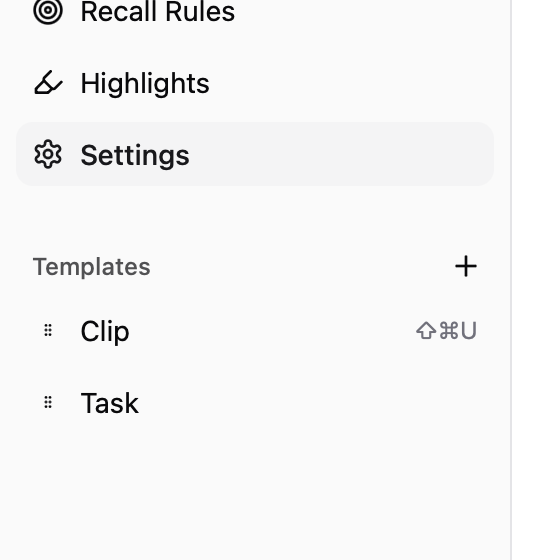 Recall Rules
Highlights
Settings
Templates +
Clip ⇧⌘U
Task